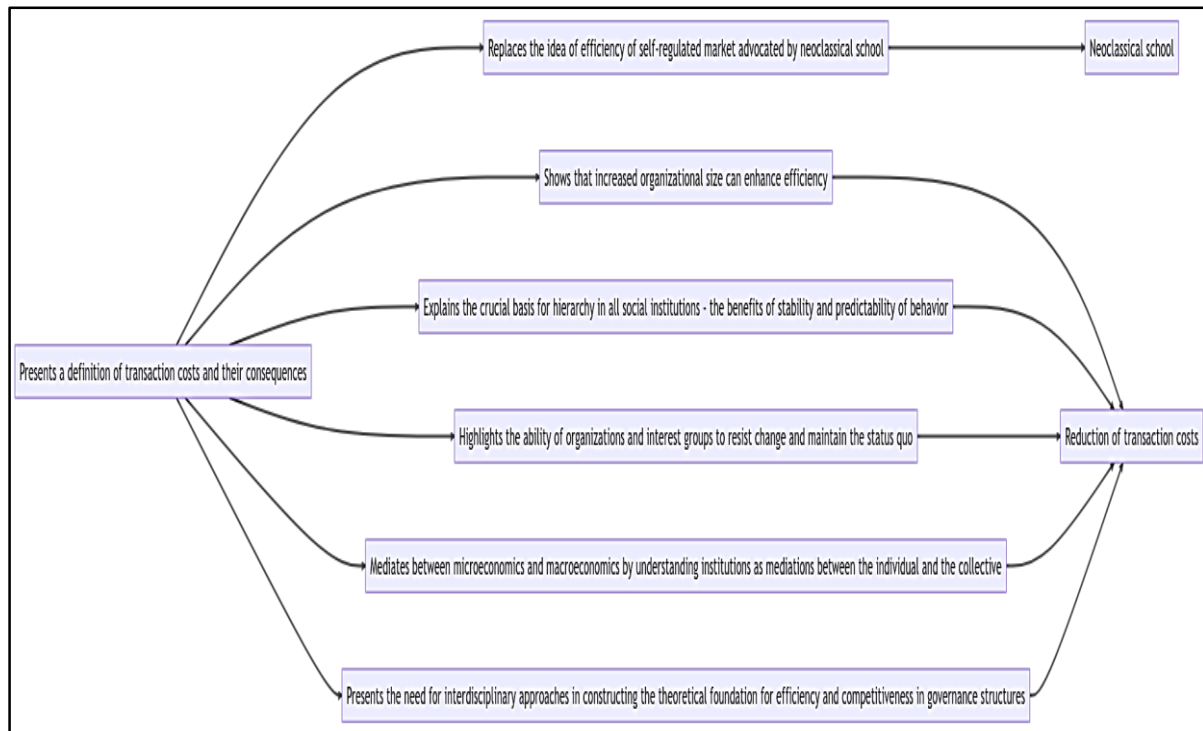 Replaces the idea of efficiency of self-regulated market advocated by neoclassical school
Neoclassical school
Shows that increased organizational size can enhance efficiency
Explains the crucial basis for hierarchy in all social institutions - the benefits of stability and predictability of behavior
Presents a definition of transaction costs and their consequences
Highlights the ability of organizations and interest groups to resist change and maintain the status quo
Reduction of transaction costs
Mediates between microeconomics and macroeconomics by understanding institutions as mediations between the individual and the collective
Presents the need for interdisciplinary approaches in constructing the theoretical foundation for efficiency and competitiveness in governance structures